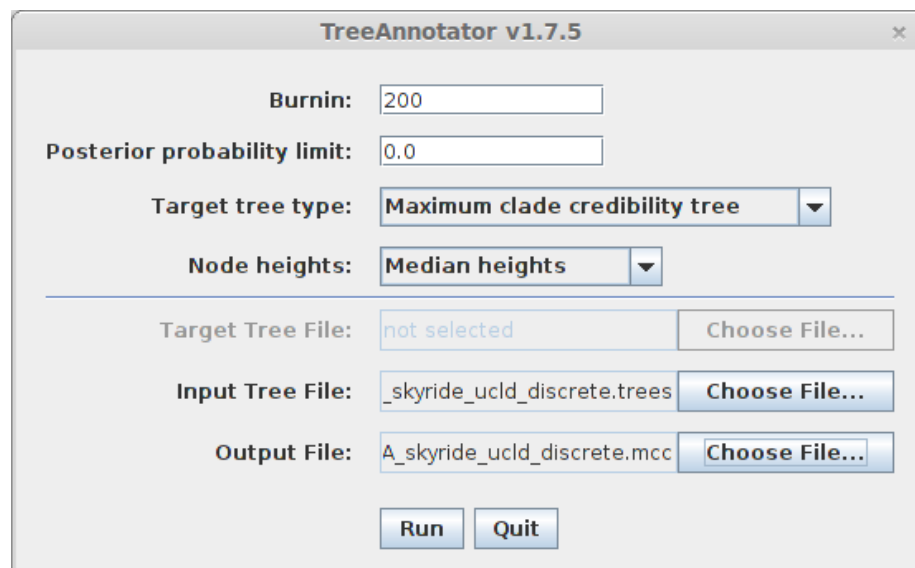 TreeAnnotator v1.7.5 ×
Burnin: 200
Posterior probability limit: 0.0
Target tree type: Maximum clade credibility tree
Node heights: Median heights
Target Tree File: not selected Choose File...
Input Tree File: _skyride_ucld_discrete.trees Choose File...
Output File: A_skyride_ucld_discrete.mcc Choose File...
Run Quit